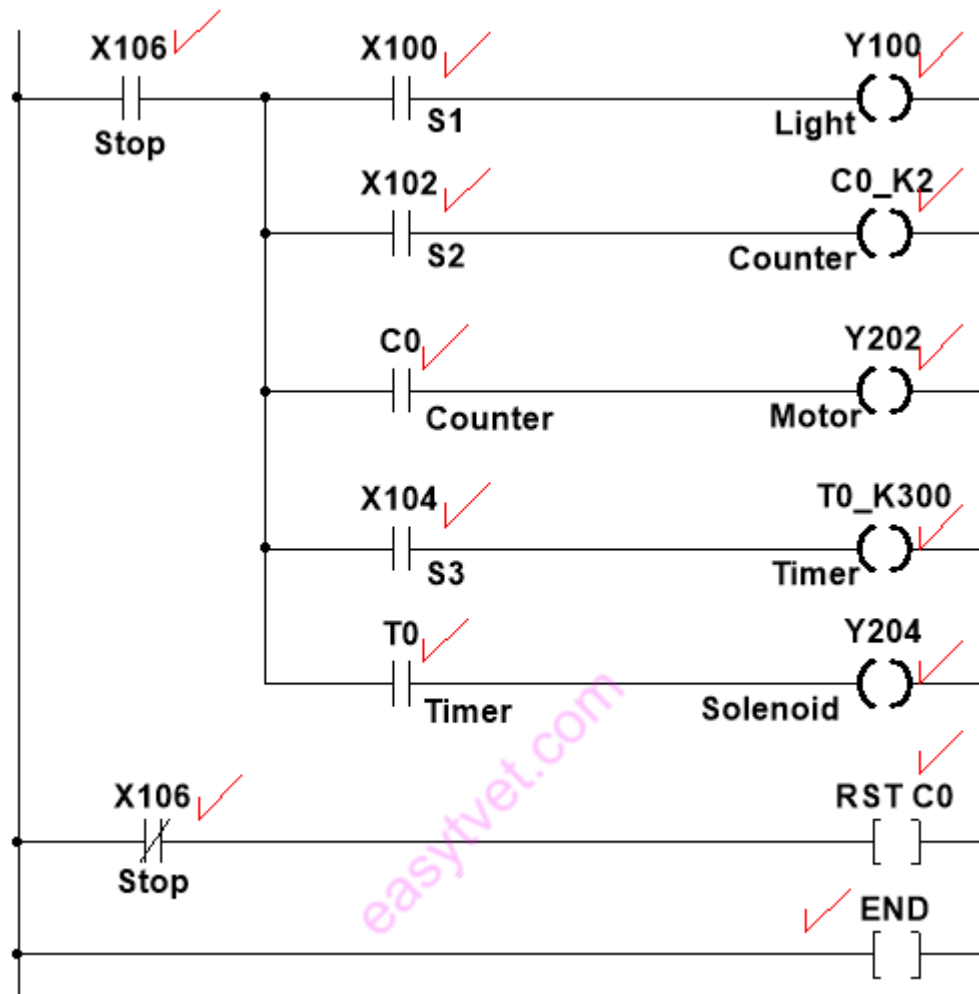 X106 X100 Y100
Stop S1 Light
X102 C0_K2
S2 Counter
C0 Y202
Counter Motor
X104 T0_K300
S3 Timer
T0 Y204
Timer Solenoid
easytvet.com
X106 RST C0
Stop
END